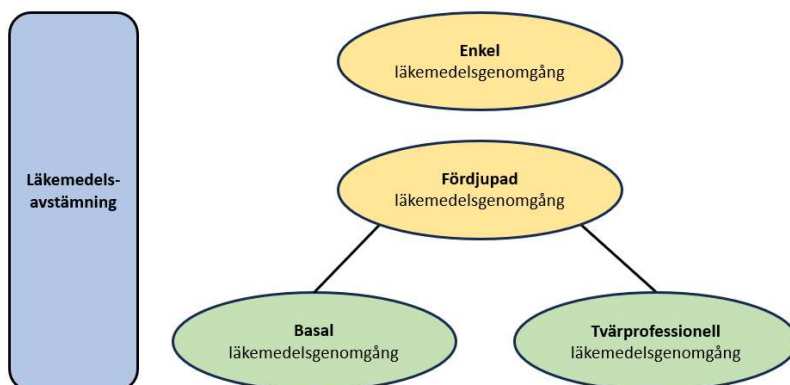 Läkemedels-
avstämning
Enkel
läkemedelsgenomgång
Fördjupad
läkemedelsgenomgång
Basal
läkemedelsgenomgång
Tvärprofessionell
läkemedelsgenomgång